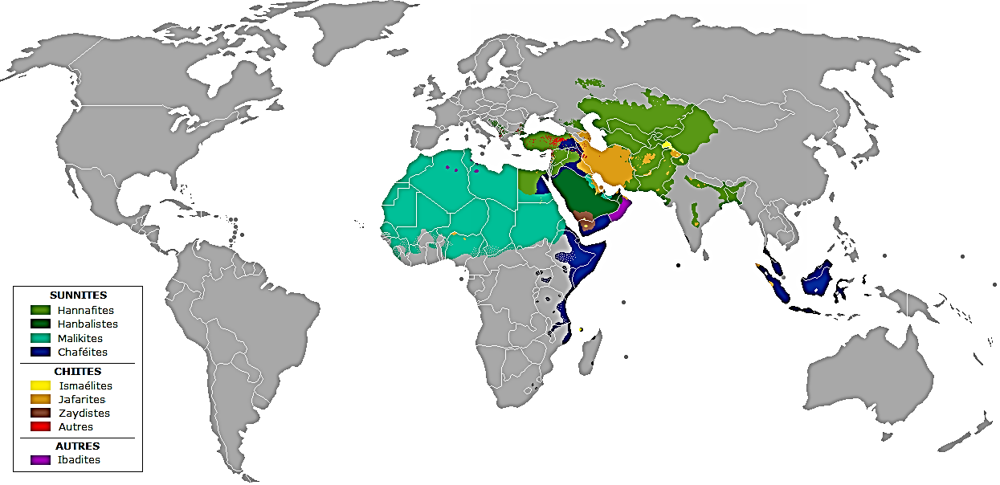 SUNNITES
Hannafites
Hanbalistes
Malikites
Chaféites
CHIITES
Ismaélites
Jafarites
Zaydistes
Autres
AUTRES
Ibadites